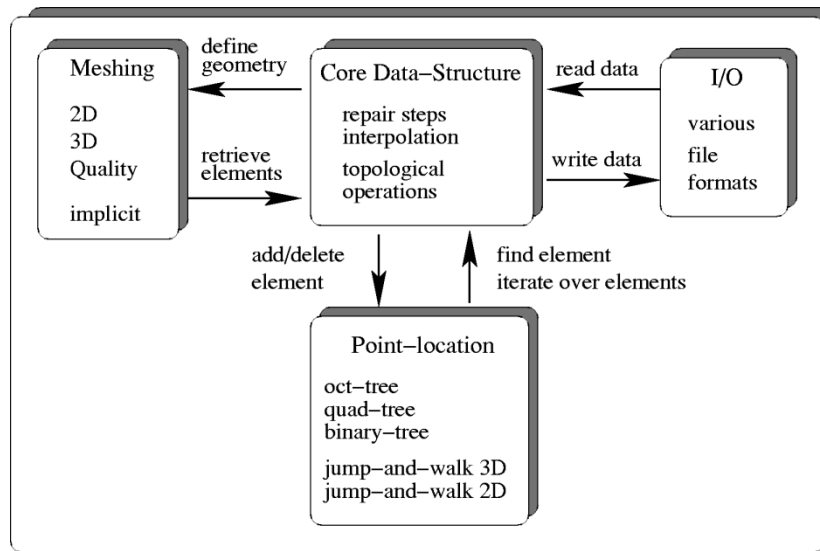 Meshing
2D
3D
Quality
implicit
define
geometry
retrieve
elements
Core Data−Structure
repair steps
interpolation
topological
operations
read data
write data
I/O
various
file
formats
add/delete
element
find element
iterate over elements
Point−location
oct−tree
quad−tree
binary−tree
jump−and−walk 3D
jump−and−walk 2D